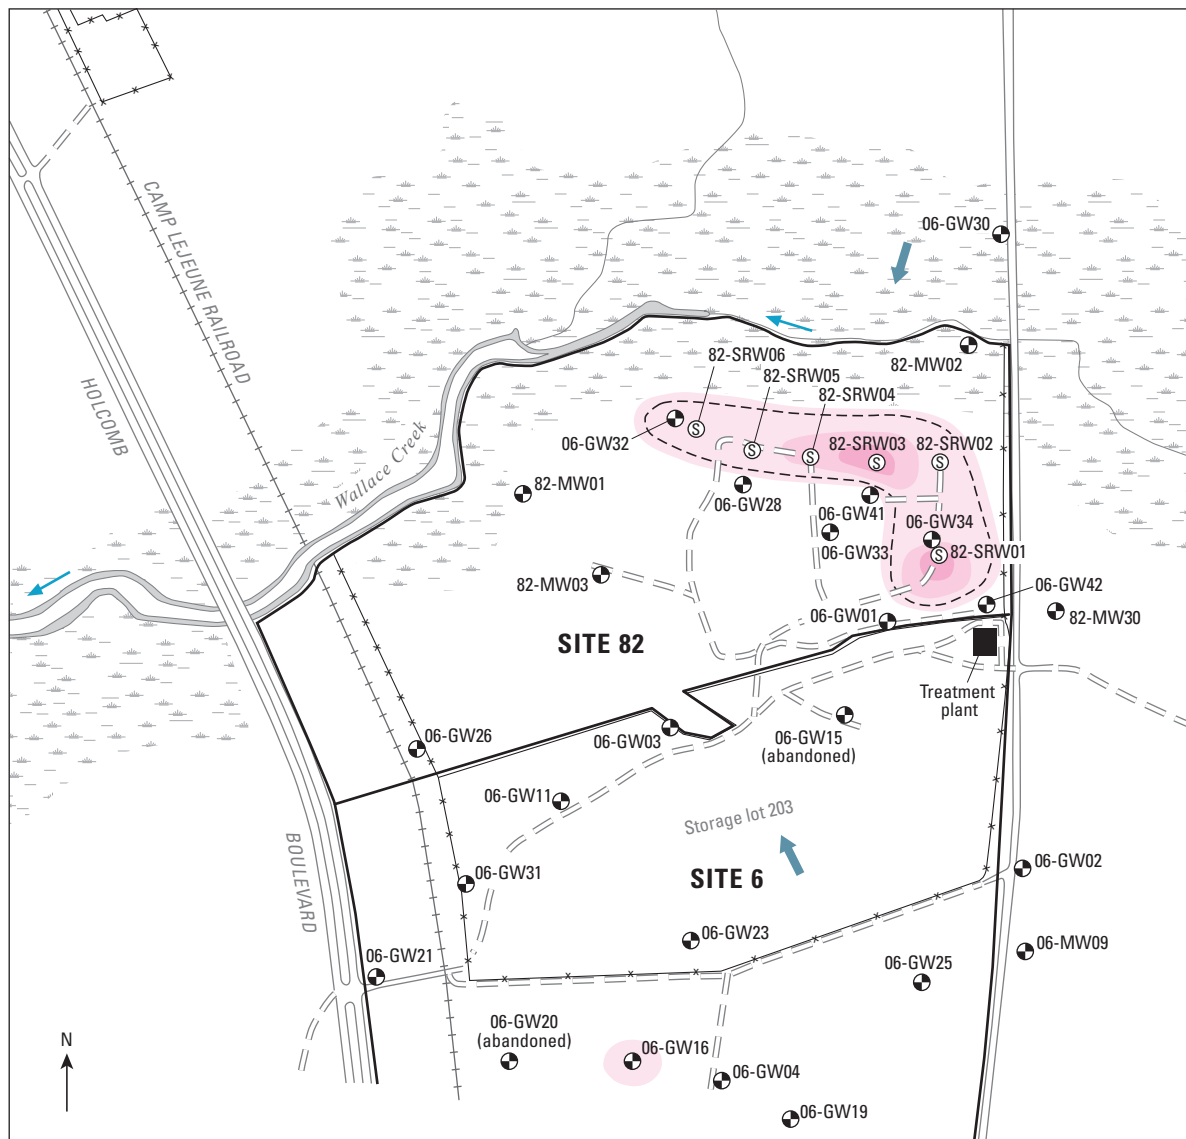 CAMP LEJEUNE RAILROAD
06-GW30
82-SRW06
82-SRW05
82-SRW04
82-MW02
HOLCOMB
Wallace Creek
06-GW32
82-SRW03
82-SRW02
S
S
S
S
S
82-MW01
06-GW28
06-GW41
06-GW34
06-GW33
82-SRW01
S
82-MW03
06-GW42
06-GW01
82-MW30
SITE 82
Treatment
plant
06-GW26
06-GW03
06-GW15
(abandoned)
06-GW11
Storage lot 203
BOULEVARD
06-GW31
SITE 6
06-GW02
06-GW23
06-MW09
06-GW21
06-GW25
06-GW20
(abandoned)
N
06-GW16
06-GW04
06-GW19